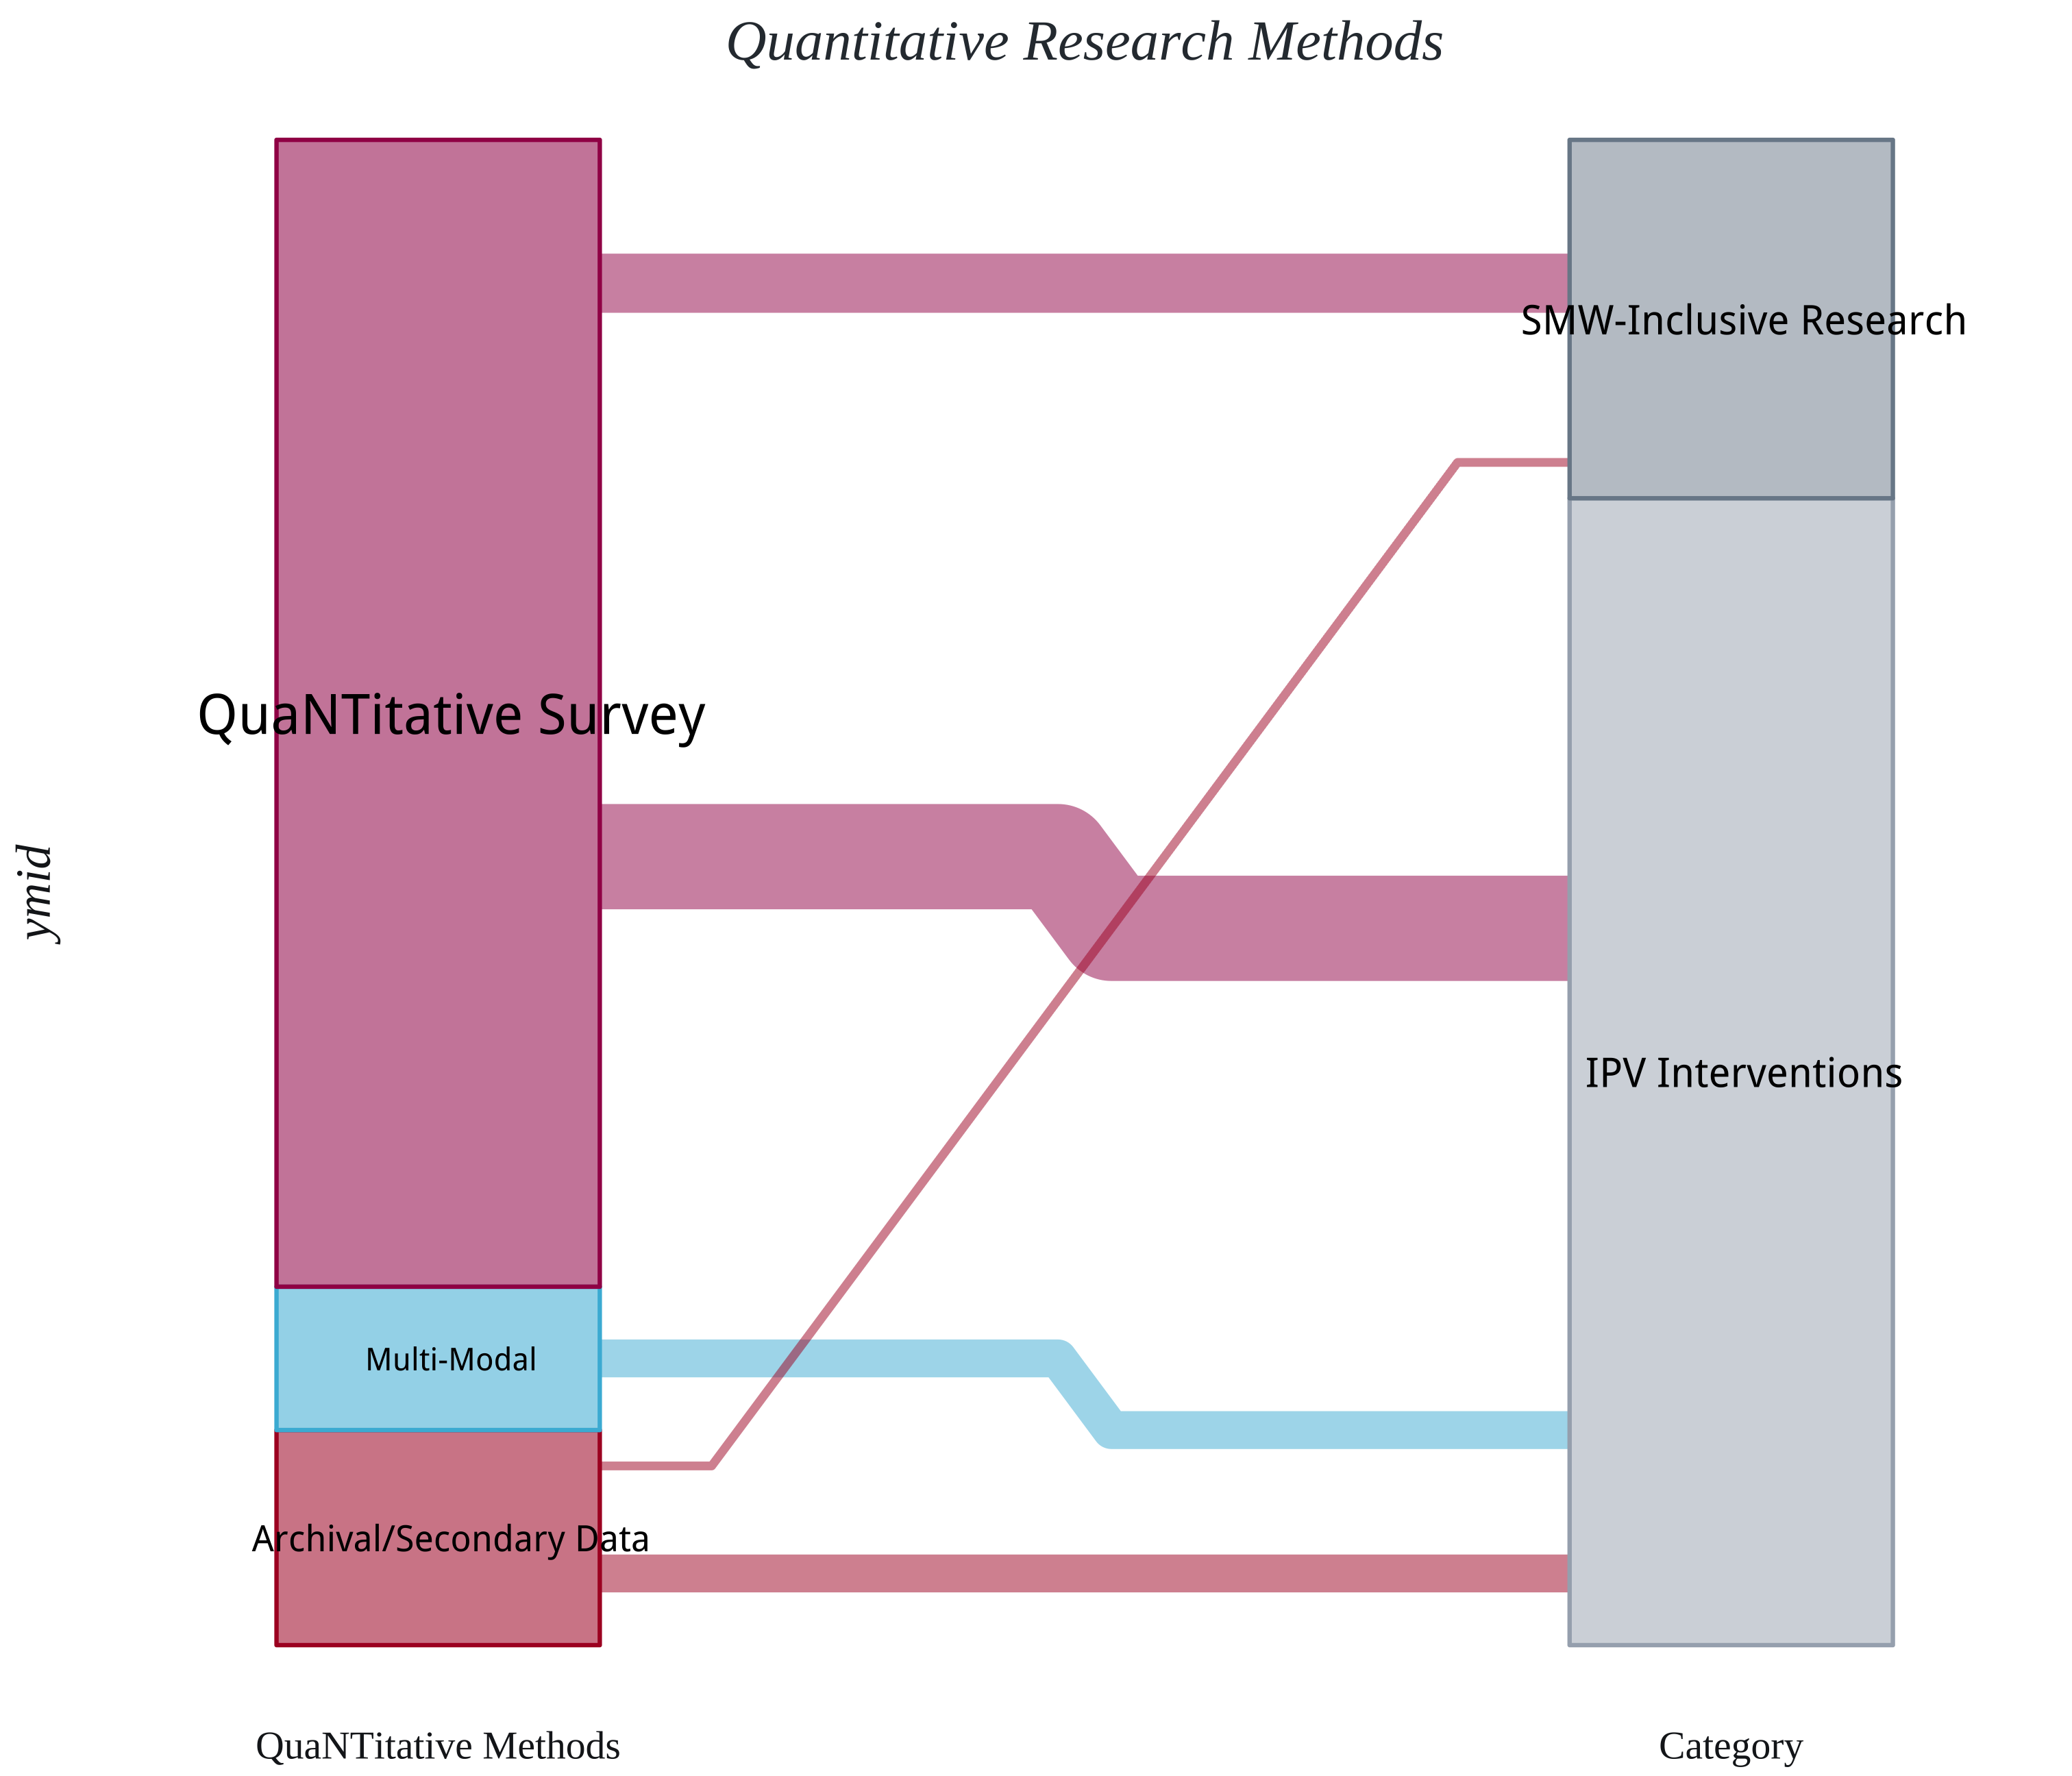 Quantitative Research Methods
SMW-Inclusive Research
QuaNTitative Survey
ymid
IPV Interventions
Multi-Modal
Archival/Secondary Data
QuaNTitative Methods
Category